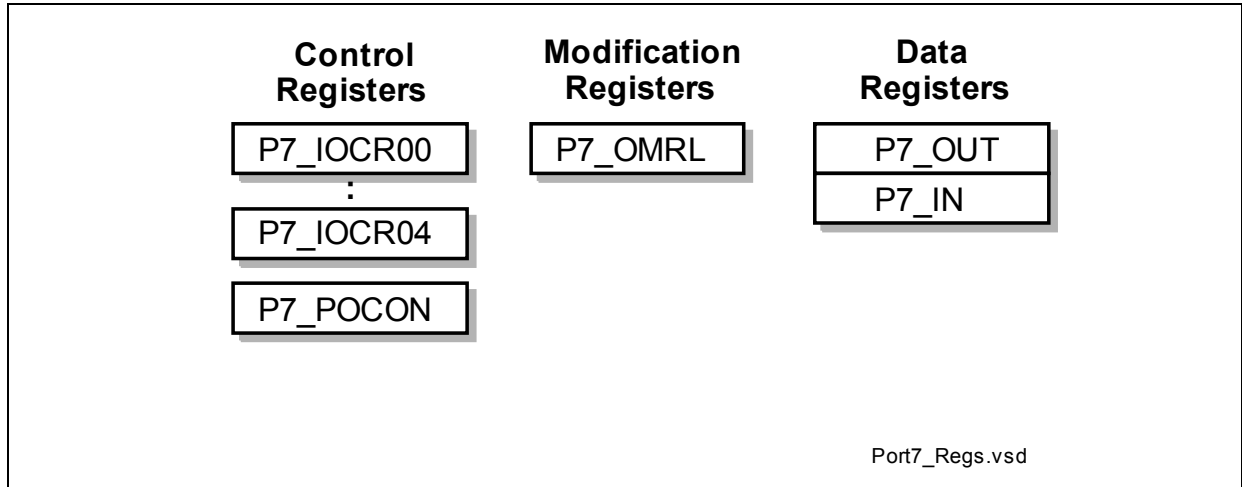 Control
Registers
P7_IOCR00
:
P7_IOCR04
P7_POCON
Modification
Registers
P7_OMRL
Data
Registers
P7_OUT
P7_IN
Port7_Regs.vsd